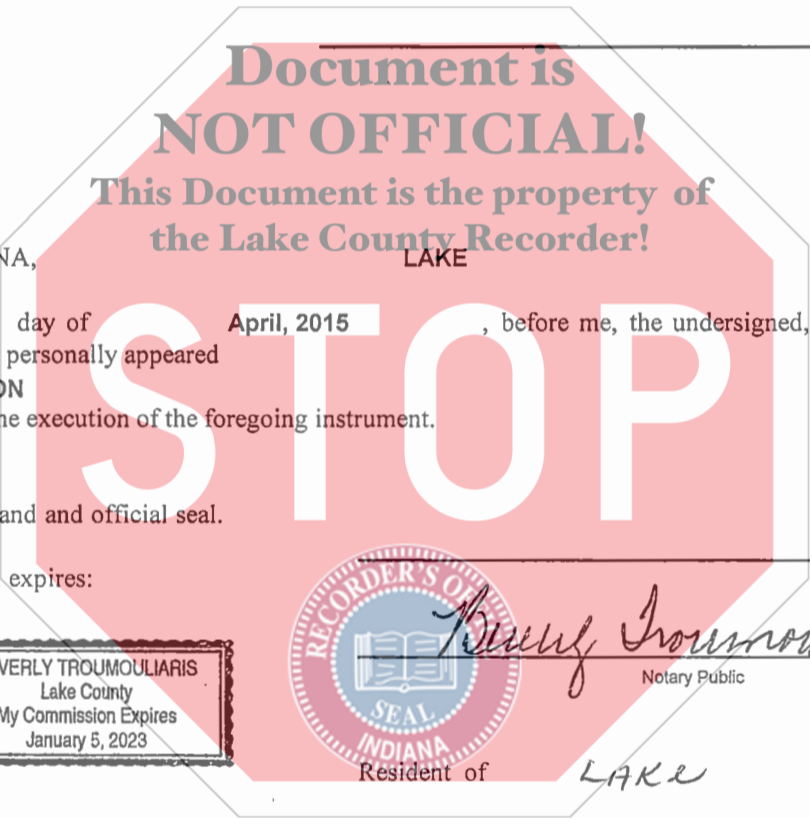 Document is
NOT OFFICIAL!
This Document is the property of
the Lake County Recorder!
NA, LAKE
day of April, 2015 , before me, the undersigned,
personally appeared
ON
he execution of the foregoing instrument.
STOP
and and official seal.
expires:
RECORDER'S OF
SEAL
INDIANA
Beverly Troumou
Notary Public
VERLY TROUMOULIARIS
Lake County
My Commission Expires
January 5, 2023
Resident of LAKe